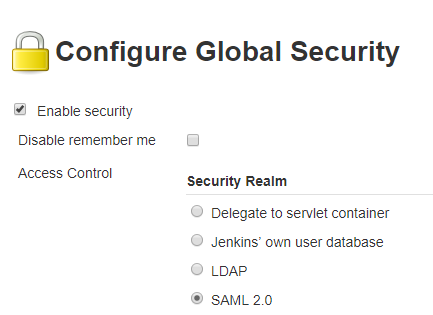 Configure Global Security
Enable security
Disable remember me
Access Control
Security Realm
Delegate to servlet container
Jenkins’ own user database
LDAP
SAML 2.0